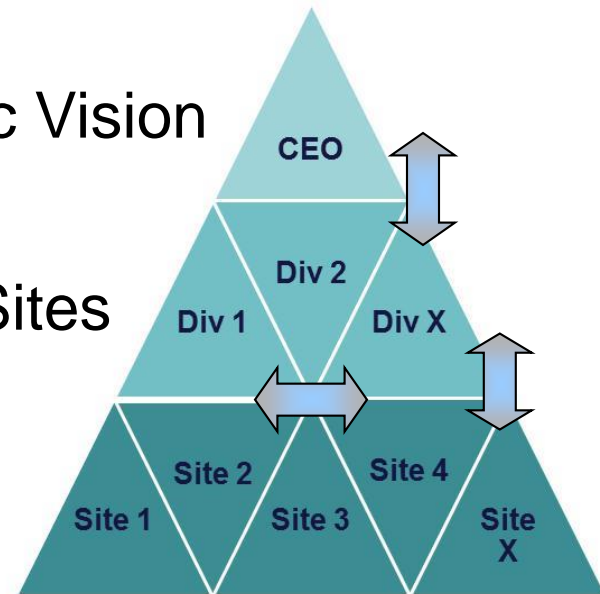 c Vision
CEO
Div 2
Sites
Div 1
Div X
Site 2
Site 4
Site 1
Site 3
Site
X